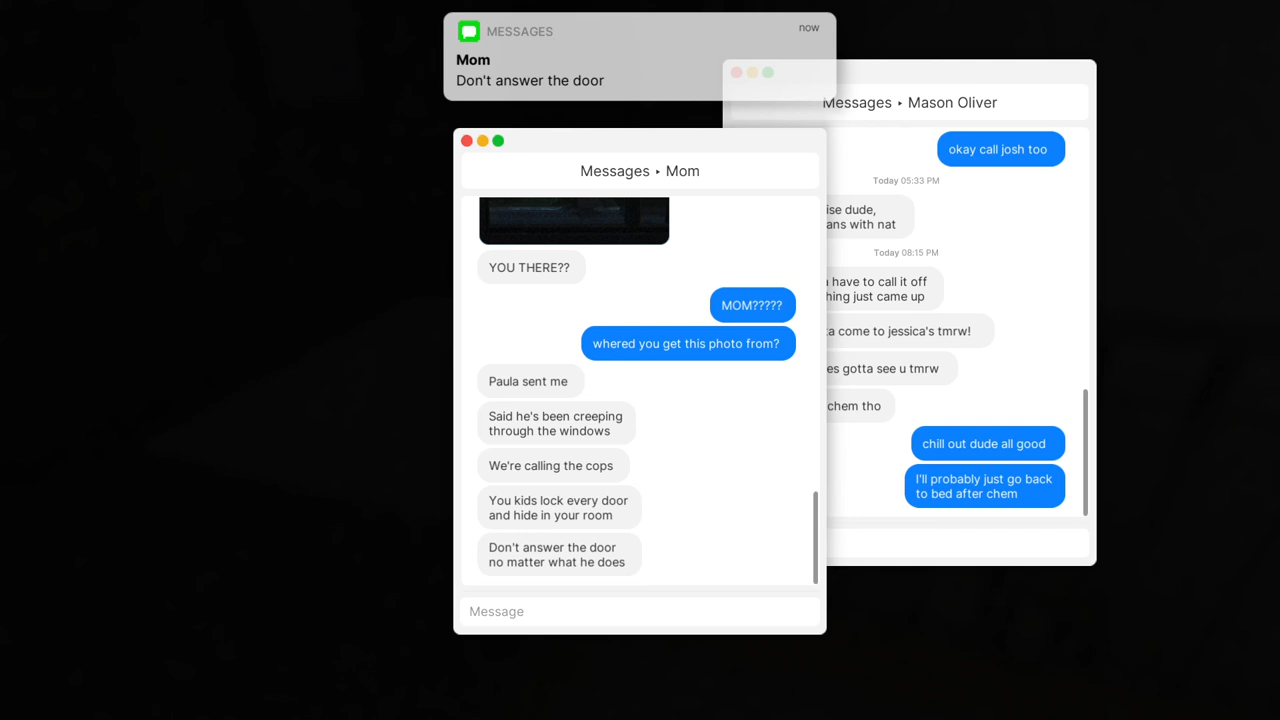 MESSAGES
now
Mom
Don't answer the door
Messages ‣ Mason Oliver
okay call josh too
Today 05:33 PM
dude,
with nat
Today 08:15 PM
have to call it off
just came up
come to jessica's tmrw!
gotta see u tmrw
chem tho
chill out dude all good
I'll probably just go back
to bed after chem
Messages ‣ Mom
YOU THERE??
MOM?????
whered you get this photo from?
Paula sent me
Said he's been creeping
through the windows
We're calling the cops
You kids lock every door
and hide in your room
Don't answer the door
no matter what he does
Message